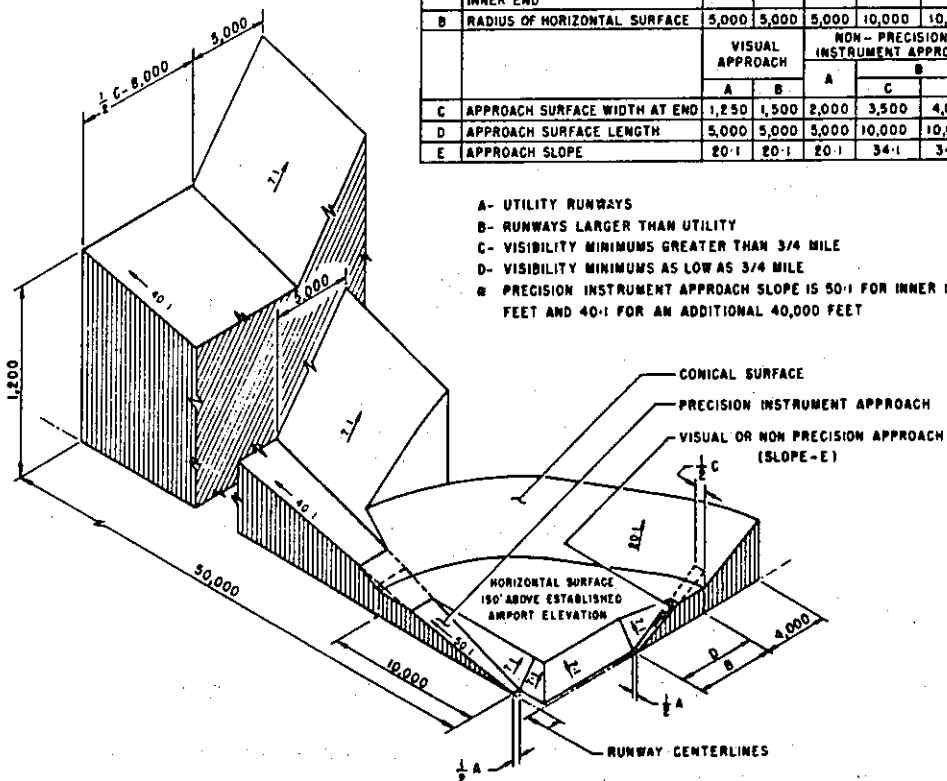 INNER END
B RADIUS OF HORIZONTAL SURFACE 5,000 5,000 5,000 10,000
VISUAL APPROACH
NON-PRECISION
INSTRUMENT
A
B
A B C
C APPROACH SURFACE WIDTH AT END 1,250 1,500 2,000 3,500
D APPROACH SURFACE LENGTH 5,000 5,000 5,000 10,000
E APPROACH SLOPE 20·1 20·1 20·1 34·1
A- UTILITY RUNWAYS
B- RUNWAYS LARGER THAN UTILITY
C- VISIBILITY MINIMUMS GREATER THAN 3/4 MILE
D- VISIBILITY MINIMUMS AS LOW AS 3/4 MILE
PRECISION INSTRUMENT APPROACH SLOPE IS 50·1 FOR INNER
FEET AND 40·1 FOR AN ADDITIONAL 40,000 FEET
5,000
½ C-8,000
7:1
40:1
5,000
1,200
CONICAL SURFACE
PRECISION INSTRUMENT APPROACH
VISUAL OR NON PRECISION APPROACH
(SLOPE-E)
½ C
7:1
40:1
20:1
50,000
HORIZONTAL SURFACE
150' ABOVE ESTABLISHED
AIRPORT ELEVATION
50:1
7:1
7:1
7:1
7:1
4,000
D
B
10,000
½ A
RUNWAY CENTERLINES
½ A